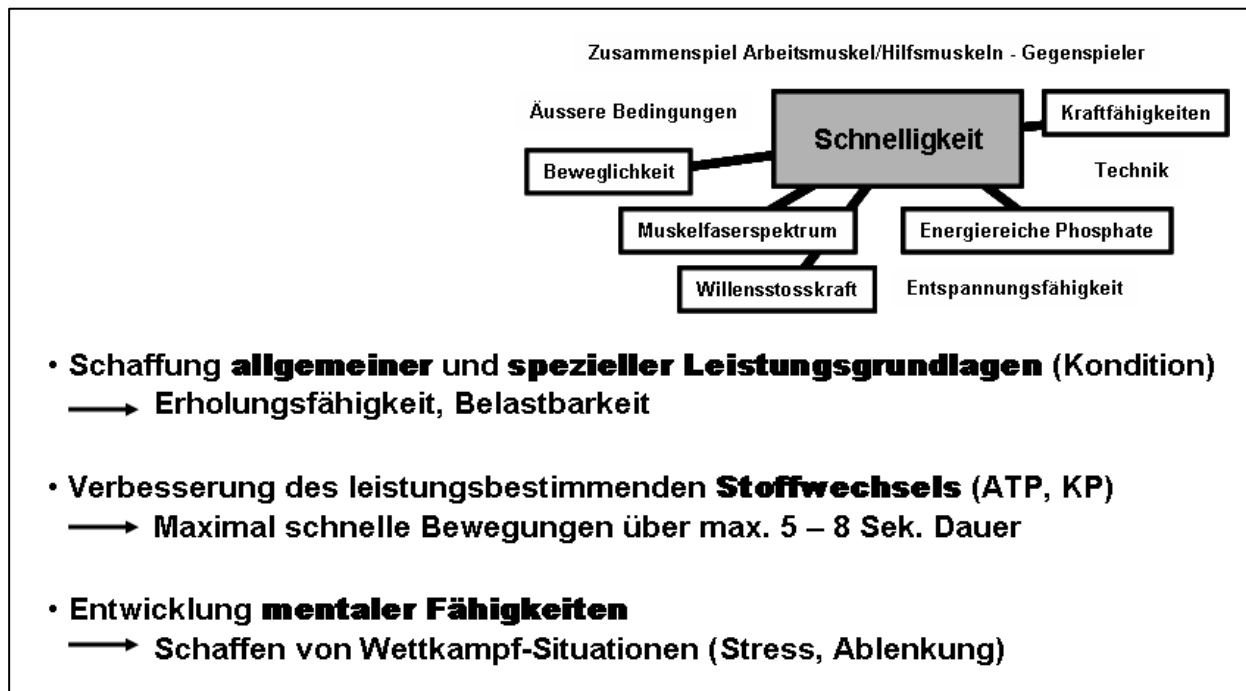 Zusammenspiel Arbeitsmuskel/Hilfsmuskeln - Gegenspieler
Äussere Bedingungen
Schnelligkeit
Kraftfähigkeiten
Beweglichkeit
Technik
Muskelfaserspektrum
Energiereiche Phosphate
Willensstosskraft
Entspannungsfähigkeit
• Schaffung allgemeiner und spezieller Leistungsgrundlagen (Kondition)
→ Erholungsfähigkeit, Belastbarkeit
• Verbesserung des leistungsbestimmenden Stoffwechsels (ATP, KP)
→ Maximal schnelle Bewegungen über max. 5 – 8 Sek. Dauer
• Entwicklung mentaler Fähigkeiten
→ Schaffen von Wettkampf-Situationen (Stress, Ablenkung)